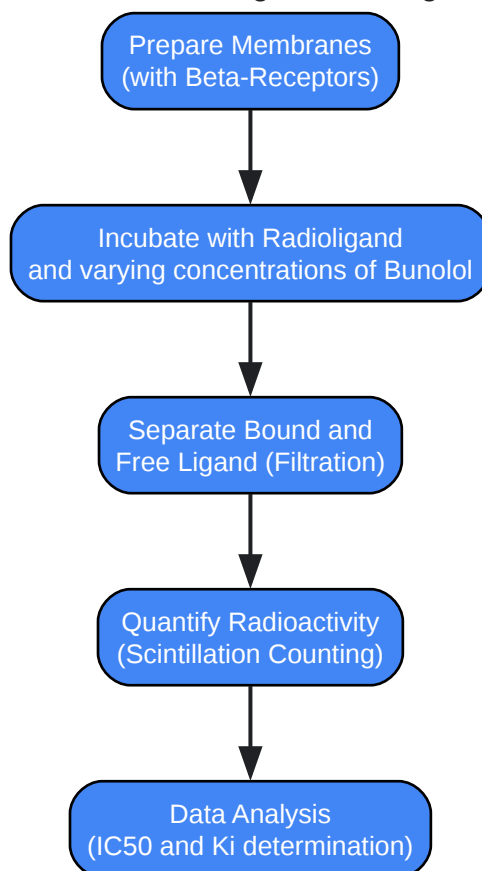 Prepare Membranes
(with Beta-Receptors)
Incubate with Radioligand
and varying concentrations of Bunolol
Separate Bound and
Free Ligand (Filtration)
Quantify Radioactivity
(Scintillation Counting)
Data Analysis
(IC50 and Ki determination)